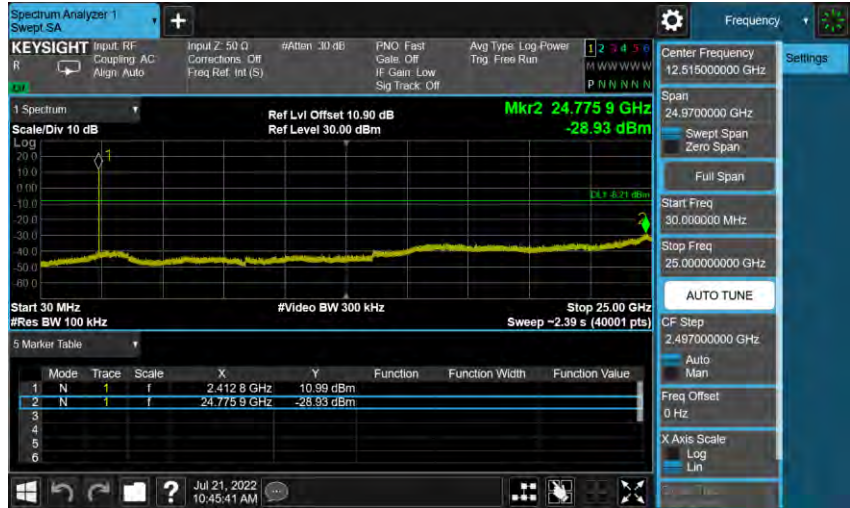 Spectrum Analyzer 1
Swept SA
+
Frequency
KEYSIGHT
R
Input: RF
Coupling: AC
Align: Auto
Input Z: 50 Ω
Corrections: Off
Freq Ref: Int (S)
#Atten: 30 dB
PNO: Fast
Gate: Off
IF Gain: Low
Sig Track: Off
Avg Type: Log-Power
Trig: Free Run
1 2 3 4 5 6
M W W W W W
P N N N N N
Center Frequency
12.515000000 GHz
Settings
Span
24.9700000 GHz
Swept Span
Zero Span
Full Span
Start Freq
30.000000 MHz
Stop Freq
25.000000000 GHz
AUTO TUNE
CF Step
2.497000000 GHz
Auto
Man
Freq Offset
0 Hz
X Axis Scale
Log
Lin
1 Spectrum
Scale/Div 10 dB
Ref Lvl Offset 10.90 dB
Ref Level 30.00 dBm
Mkr2 24.775 9 GHz
-28.93 dBm
Log
20.0
10.0
0.00
-10.0
-20.0
-30.0
-40.0
-50.0
-60.0
1
2
DL1 -8.21 dBm
Start 30 MHz
#Video BW 300 kHz
Stop 25.00 GHz
#Res BW 100 kHz
Sweep ~2.39 s (40001 pts)
5 Marker Table
Mode Trace Scale X Y Function Function Width Function Value
1 N 1 f 2.412 8 GHz 10.99 dBm
2 N 1 f 24.775 9 GHz -28.93 dBm
3
4
5
6
?
Jul 21, 2022
10:45:41 AM